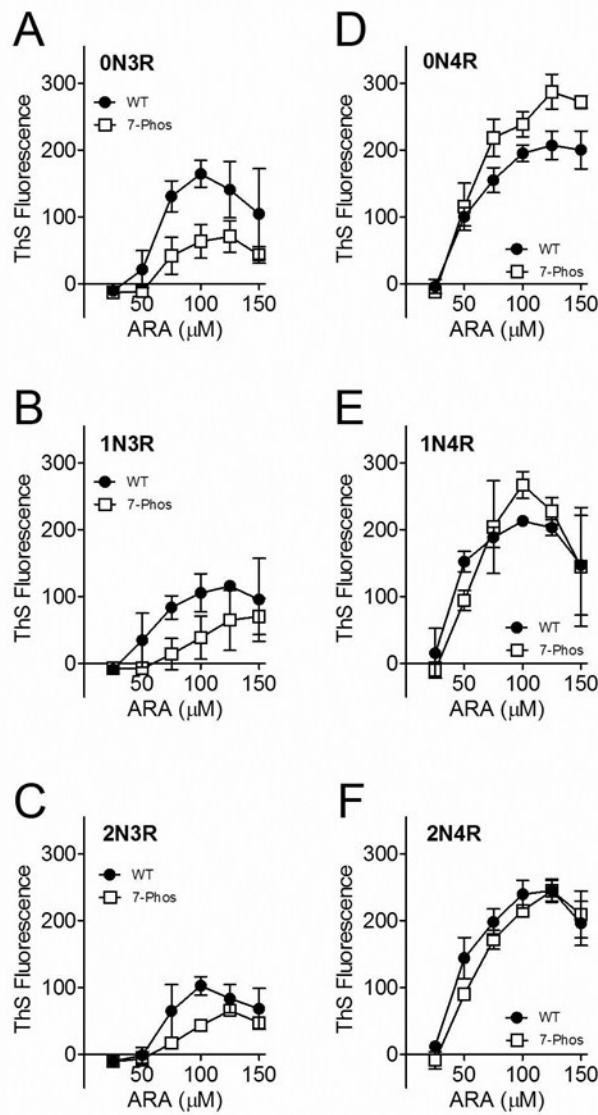 A
0N3R
WT
7-Phos
ThS Fluorescence
300
200
100
0
50
100
150
ARA (μM)
D
0N4R
WT
7-Phos
ThS Fluorescence
300
200
100
0
50
100
150
ARA (μM)
B
1N3R
WT
7-Phos
ThS Fluorescence
300
200
100
0
50
100
150
ARA (μM)
E
1N4R
WT
7-Phos
ThS Fluorescence
300
200
100
0
50
100
150
ARA (μM)
C
2N3R
WT
7-Phos
ThS Fluorescence
300
200
100
0
50
100
150
ARA (μM)
F
2N4R
WT
7-Phos
ThS Fluorescence
300
200
100
0
50
100
150
ARA (μM)